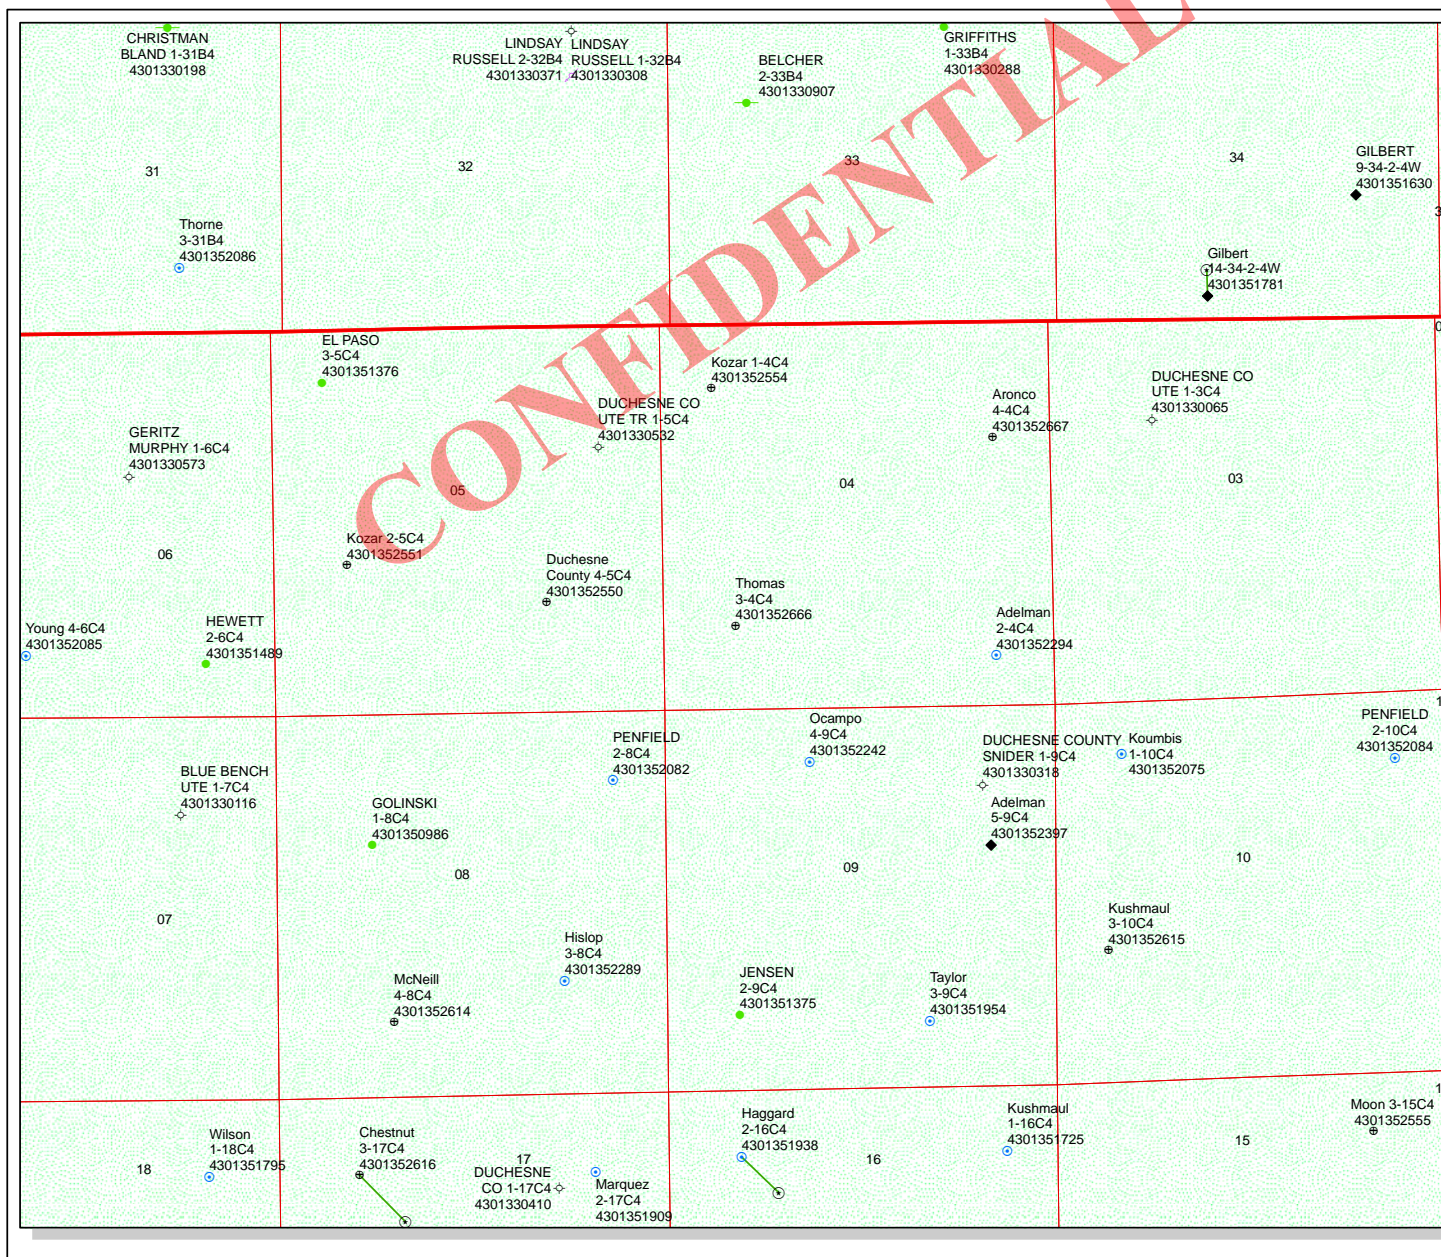 CHRISTMAN
BLAND 1-31B4
4301330198
LINDSAY
RUSSELL 2-32B4
4301330371
LINDSAY
RUSSELL 1-32B4
4301330308
BELCHER
2-33B4
4301330907
GRIFFITHS
1-33B4
4301330288
31
32
33
34
GILBERT
9-34-2-4W
4301351630
3
Thorne
3-31B4
4301352086
Gilbert
14-34-2-4W
4301351781
CONFIDENTIAL
0
EL PASO
3-5C4
4301351376
Kozar 1-4C4
4301352554
DUCHESNE CO
UTE TR 1-5C4
4301330532
Aronco
4-4C4
4301352667
DUCHESNE CO
UTE 1-3C4
4301330065
GERITZ
MURPHY 1-6C4
4301330573
05
04
03
06
Kozar 2-5C4
4301352551
Duchesne
County 4-5C4
4301352550
Thomas
3-4C4
4301352666
Young 4-6C4
4301352085
HEWETT
2-6C4
4301351489
Adelman
2-4C4
4301352294
1
PENFIELD
2-8C4
4301352082
Ocampo
4-9C4
4301352242
DUCHESNE COUNTY
SNIDER 1-9C4
4301330318
Koumbis
1-10C4
4301352075
PENFIELD
2-10C4
4301352084
BLUE BENCH
UTE 1-7C4
4301330116
GOLINSKI
1-8C4
4301350986
Adelman
5-9C4
4301352397
08
09
10
07
Kushmaul
3-10C4
4301352615
Hislop
3-8C4
4301352289
McNeill
4-8C4
4301352614
JENSEN
2-9C4
4301351375
Taylor
3-9C4
4301351954
1
Wilson
1-18C4
4301351795
Chestnut
3-17C4
4301352616
Haggard
2-16C4
4301351938
Kushmaul
1-16C4
4301351725
Moon 3-15C4
4301352555
18
17
16
15
DUCHESNE
CO 1-17C4
4301330410
Marquez
2-17C4
4301351909